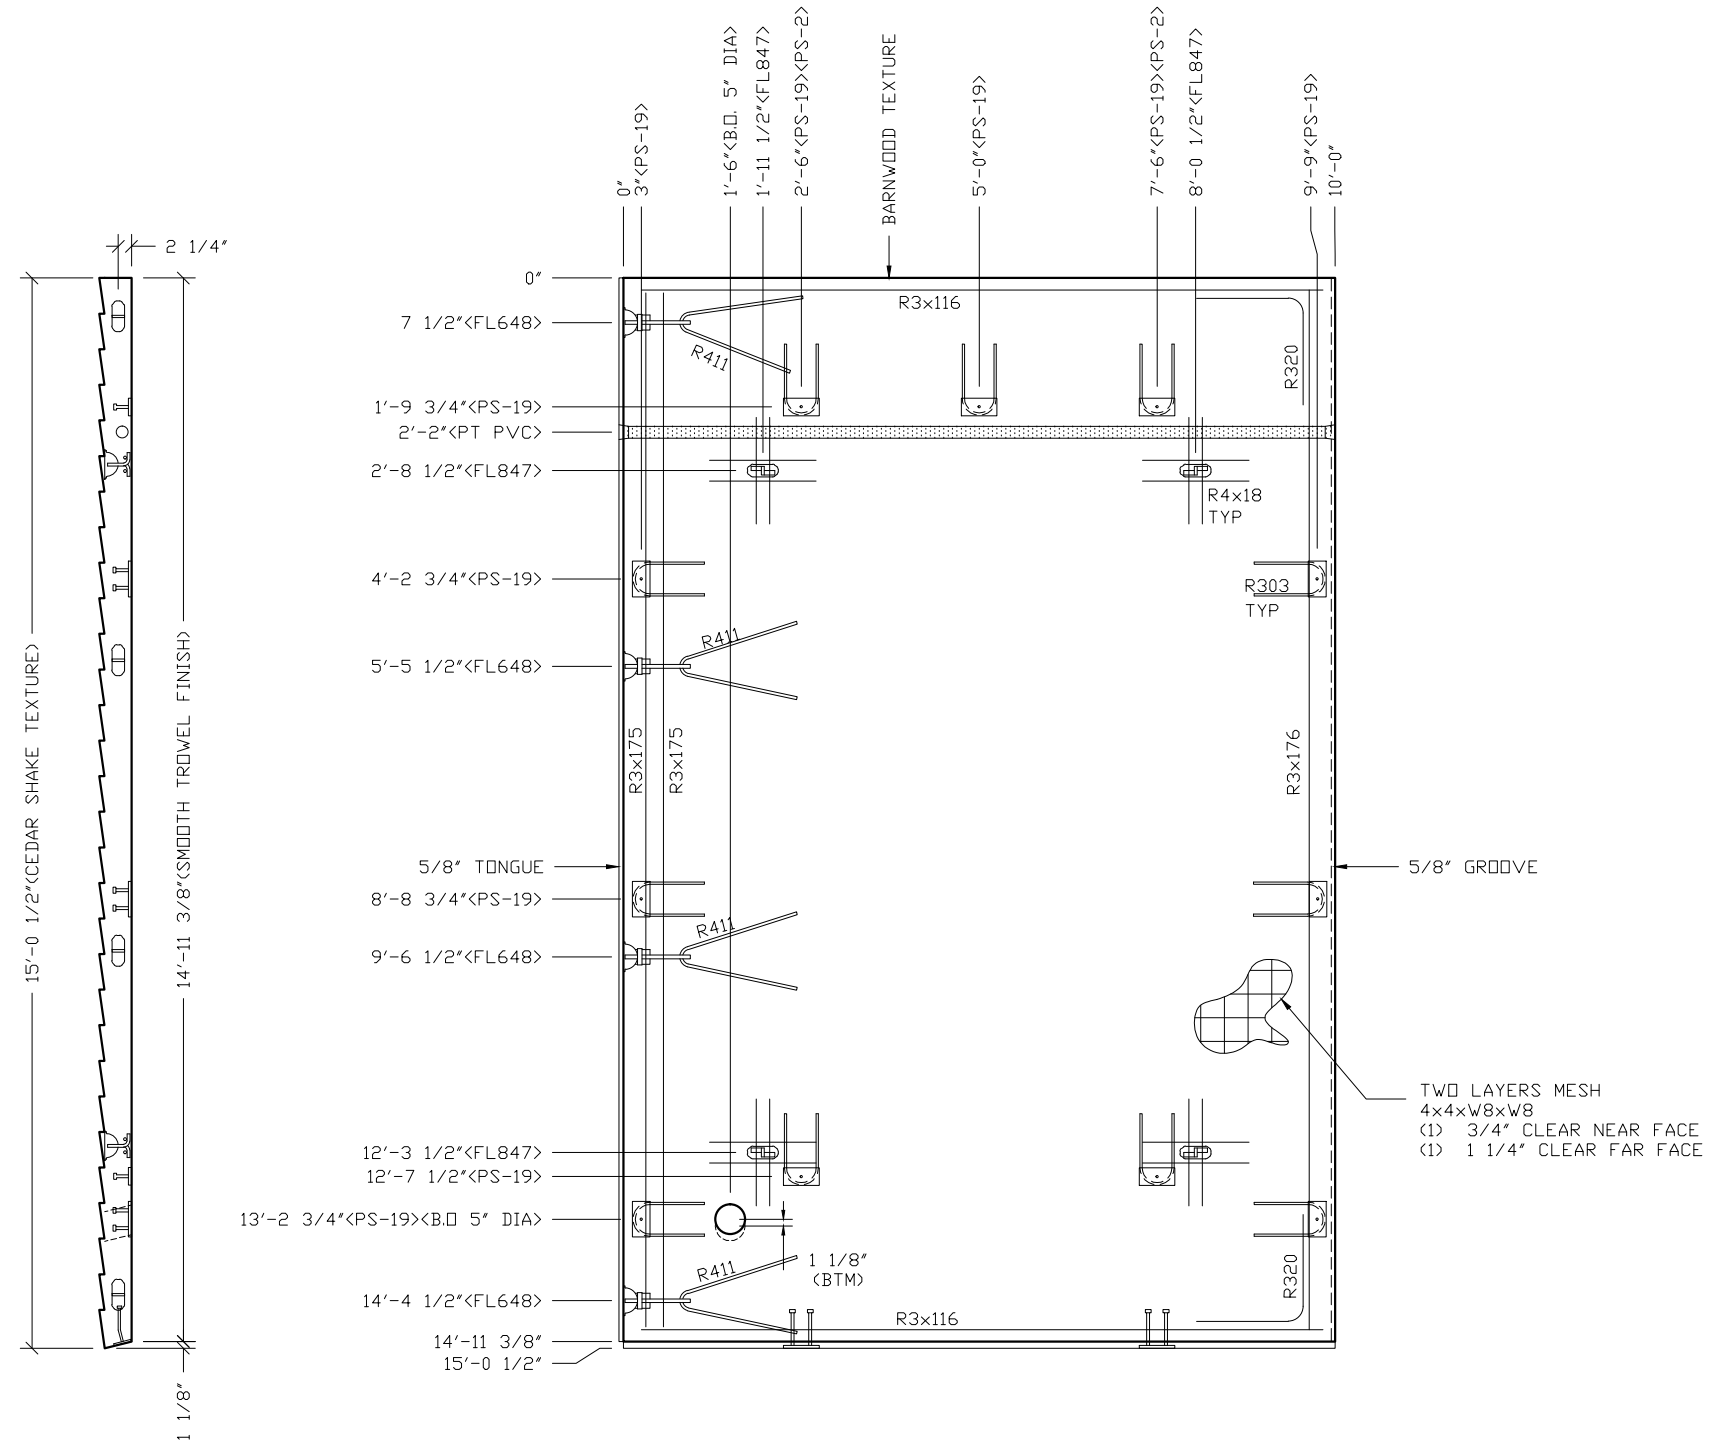 0"
3"<PS-19>
1'-6"<B.O. 5" DIA>
1'-11 1/2"<FL847>
2'-6"<PS-19><PS-2>
BARNWOOD TEXTURE
5'-0"<PS-19>
7'-6"<PS-19><PS-2>
8'-0 1/2"<FL847>
9'-9"<PS-19>
10'-0"
2 1/4"
15'-0 1/2"<CEDAR SHAKE TEXTURE>
14'-11 3/8"<SMOOTH TROWEL FINISH>
1 1/8"
0"
7 1/2"<FL648>
1'-9 3/4"<PS-19>
2'-2"<PT PVC>
2'-8 1/2"<FL847>
4'-2 3/4"<PS-19>
5'-5 1/2"<FL648>
5/8" TONGUE
8'-8 3/4"<PS-19>
9'-6 1/2"<FL648>
12'-3 1/2"<FL847>
12'-7 1/2"<PS-19>
13'-2 3/4"<PS-19><B.O 5" DIA>
14'-4 1/2"<FL648>
14'-11 3/8"
15'-0 1/2"
R3x116
R411
R320
R4x18
TYP
R303
TYP
R411
R3x175
R3x175
R3x176
5/8" GROOVE
R411
TWO LAYERS MESH
4x4xW8xW8
(1) 3/4" CLEAR NEAR FACE
(1) 1 1/4" CLEAR FAR FACE
1 1/8"
(BTM)
R411
R320
R3x116